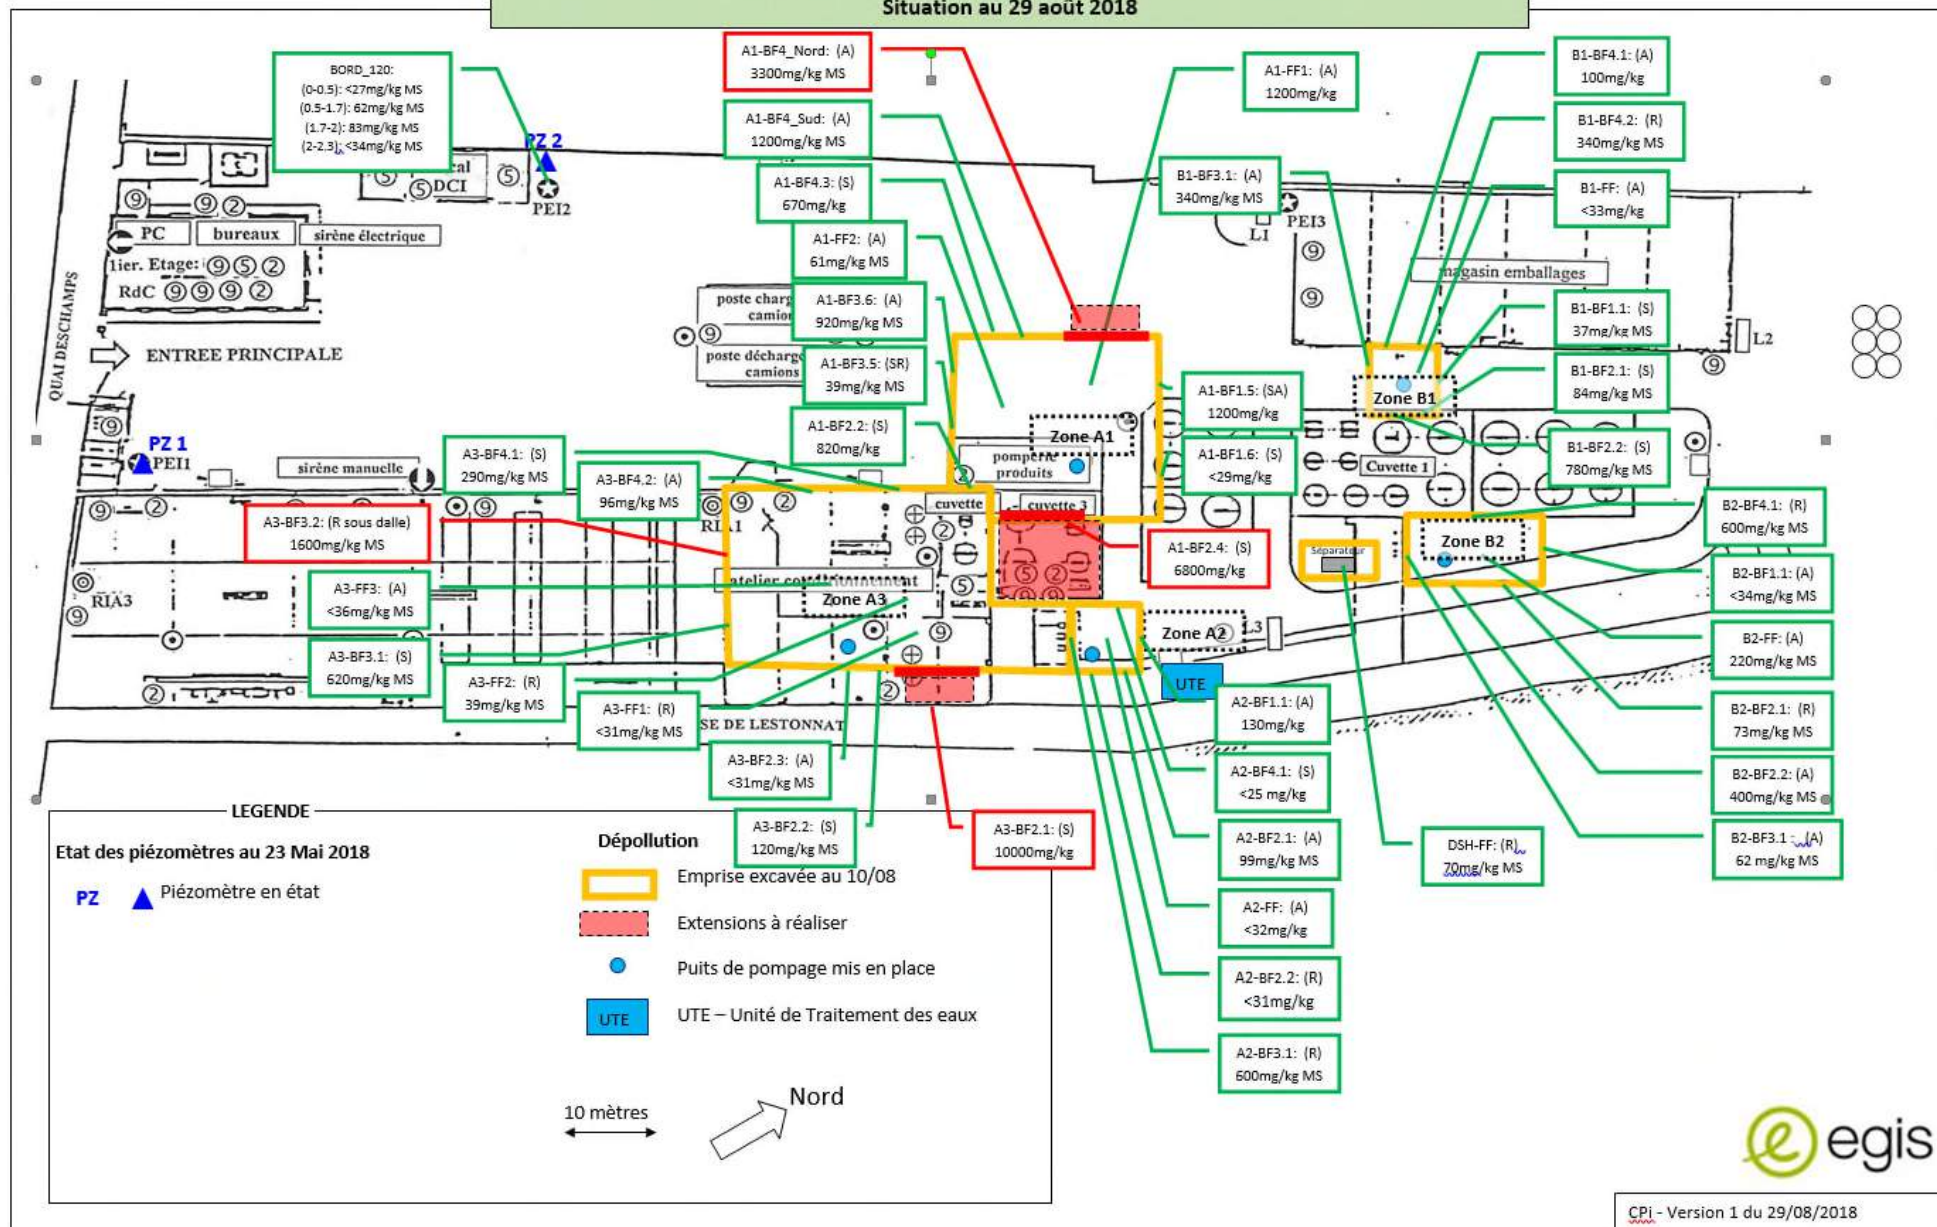 Situation au 29 août 2018
BORD_120:
(0-0.5): <27mg/kg MS
(0.5-1.7): 62mg/kg MS
(1.7-2): 83mg/kg MS
(2-2.3): <34mg/kg MS
A1-BF4_Nord: (A)
3300mg/kg MS
A1-BF4_Sud: (A)
1200mg/kg MS
A1-BF4.3: (S)
670mg/kg
A1-FF2: (A)
61mg/kg MS
A1-BF3.6: (A)
920mg/kg MS
A1-BF3.5: (SR)
39mg/kg MS
A1-BF2.2: (S)
820mg/kg
A1-FF1: (A)
1200mg/kg
B1-BF3.1: (A)
340mg/kg MS
B1-BF4.1: (A)
100mg/kg
B1-BF4.2: (R)
340mg/kg MS
B1-FF: (A)
<33mg/kg
B1-BF1.1: (S)
37mg/kg MS
B1-BF2.1: (S)
84mg/kg MS
B1-BF2.2: (S)
780mg/kg MS
A1-BF1.5: (SA)
1200mg/kg
A1-BF1.6: (S)
<29mg/kg
A1-BF2.4: (S)
6800mg/kg
PZ 2
DCI
PEI2
PC
bureaux
sirène électrique
1ier. Etage: 9 5 2
RdC 9 9 9 2
QUAI DESCHAMPS
ENTREE PRINCIPALE
poste charg
camion
poste décharge
camions
L1
PEI3
magasin emballages
L2
PZ 1
PEI1
sirène manuelle
Zone A1
pomperie
produits
cuvette
cuvette 3
Zone B1
Cuvette 1
Séparateur
Zone B2
A3-BF4.1: (S)
290mg/kg MS
A3-BF4.2: (A)
96mg/kg MS
A3-BF3.2: (R sous dalle)
1600mg/kg MS
RIA1
A3-FF3: (A)
<36mg/kg MS
RIA3
atelier conditionnement
Zone A3
A3-BF3.1: (S)
620mg/kg MS
A3-FF2: (R)
39mg/kg MS
A3-FF1: (R)
<31mg/kg MS
SE DE LESTONNAT
A3-BF2.3: (A)
<31mg/kg MS
A3-BF2.2: (S)
120mg/kg MS
A3-BF2.1: (S)
10000mg/kg
Zone A2
L3
UTE
A2-BF1.1: (A)
130mg/kg
A2-BF4.1: (S)
<25 mg/kg
A2-BF2.1: (A)
99mg/kg MS
A2-FF: (A)
<32mg/kg
A2-BF2.2: (R)
<31mg/kg
A2-BF3.1: (R)
600mg/kg MS
B2-BF4.1: (R)
600mg/kg MS
B2-BF1.1: (A)
<34mg/kg MS
B2-FF: (A)
220mg/kg MS
B2-BF2.1: (R)
73mg/kg MS
B2-BF2.2: (A)
400mg/kg MS
B2-BF3.1 : (A)
62 mg/kg MS
DSH-FF: (R)
70mg/kg MS
LEGENDE
Etat des piézomètres au 23 Mai 2018
PZ Piézomètre en état
Dépollution
Emprise excavée au 10/08
Extensions à réaliser
Puits de pompage mis en place
UTE UTE – Unité de Traitement des eaux
10 mètres
Nord
egis
CPi - Version 1 du 29/08/2018